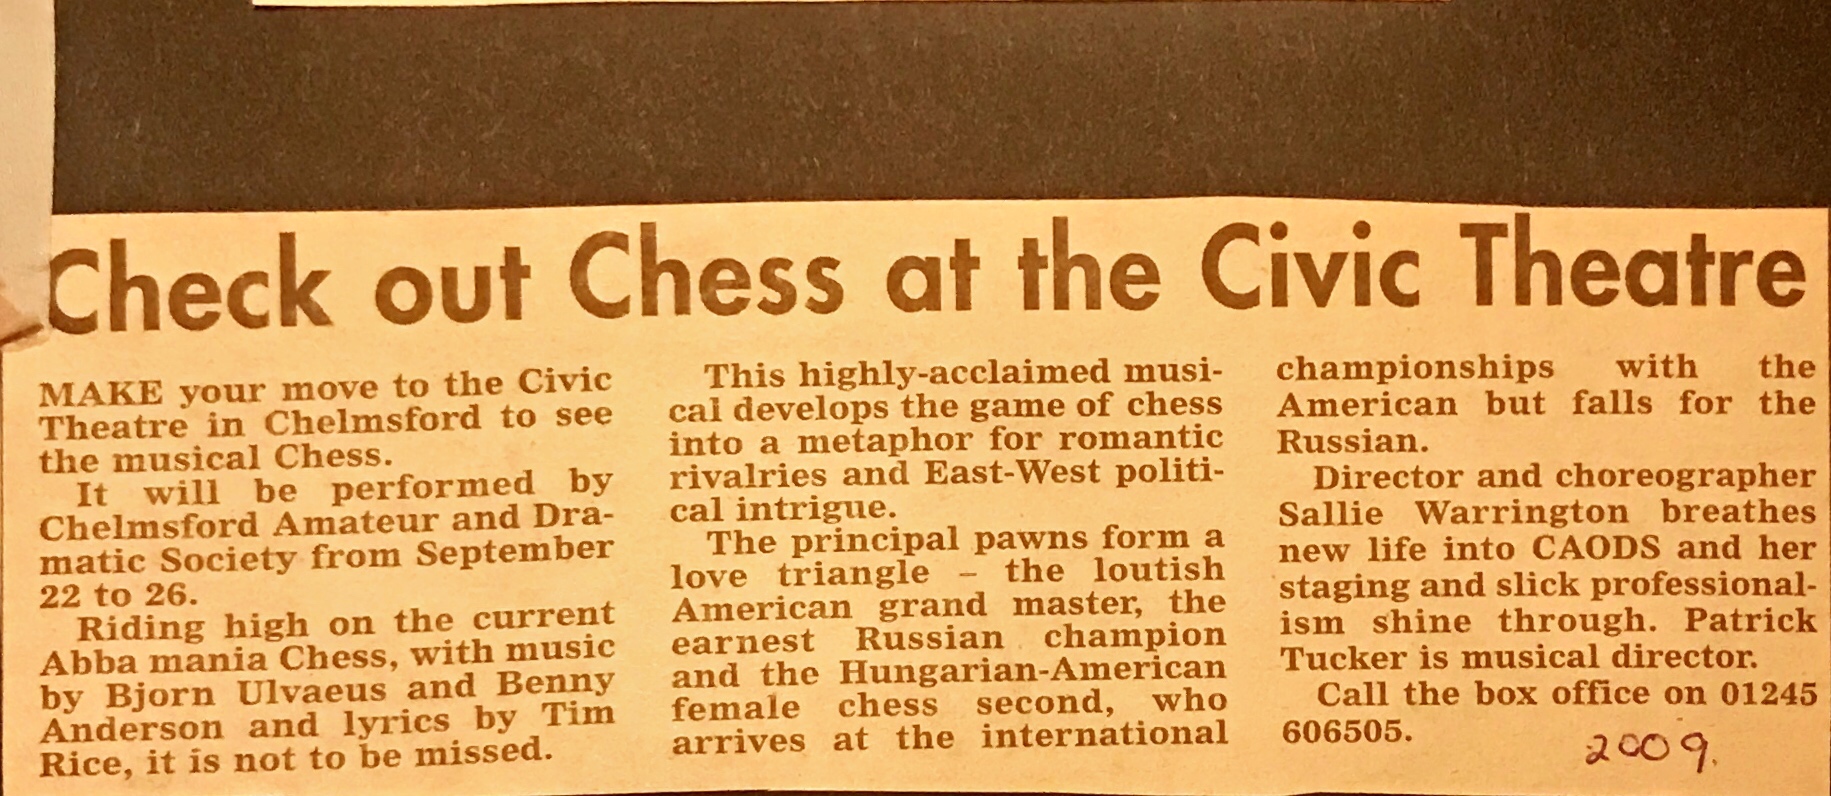 Check out Chess at the Civic Theatre
MAKE your move to the Civic
Theatre in Chelmsford to see
the musical Chess.
It will be performed by
Chelmsford Amateur and Dra-
matic Society from September
22 to 26.
Riding high on the current
Abba mania Chess, with music
by Bjorn Ulvaeus and Benny
Anderson and lyrics by Tim
Rice, it is not to be missed.
This highly-acclaimed musi-
cal develops the game of chess
into a metaphor for romantic
rivalries and East-West politi-
cal intrigue.
The principal pawns form a
love triangle – the loutish
American grand master, the
earnest Russian champion
and the Hungarian-American
female chess second, who
arrives at the international
championships with the
American but falls for the
Russian.
Director and choreographer
Sallie Warrington breathes
new life into CAODS and her
staging and slick professional-
ism shine through. Patrick
Tucker is musical director.
Call the box office on 01245
606505.
2009.